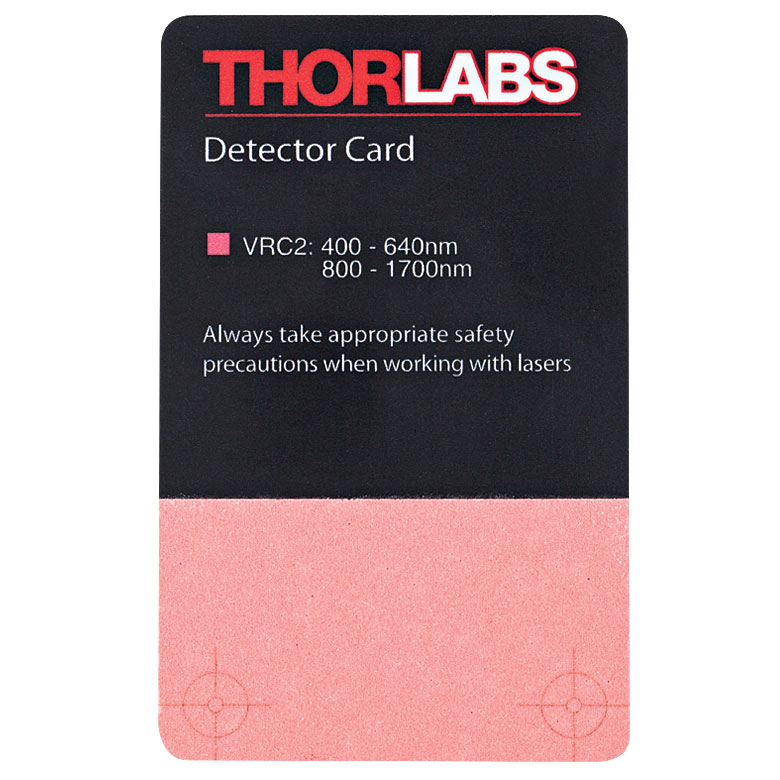 THORLABS
Detector Card
VRC2: 400 - 640nm
800 - 1700nm
Always take appropriate safety
precautions when working with lasers